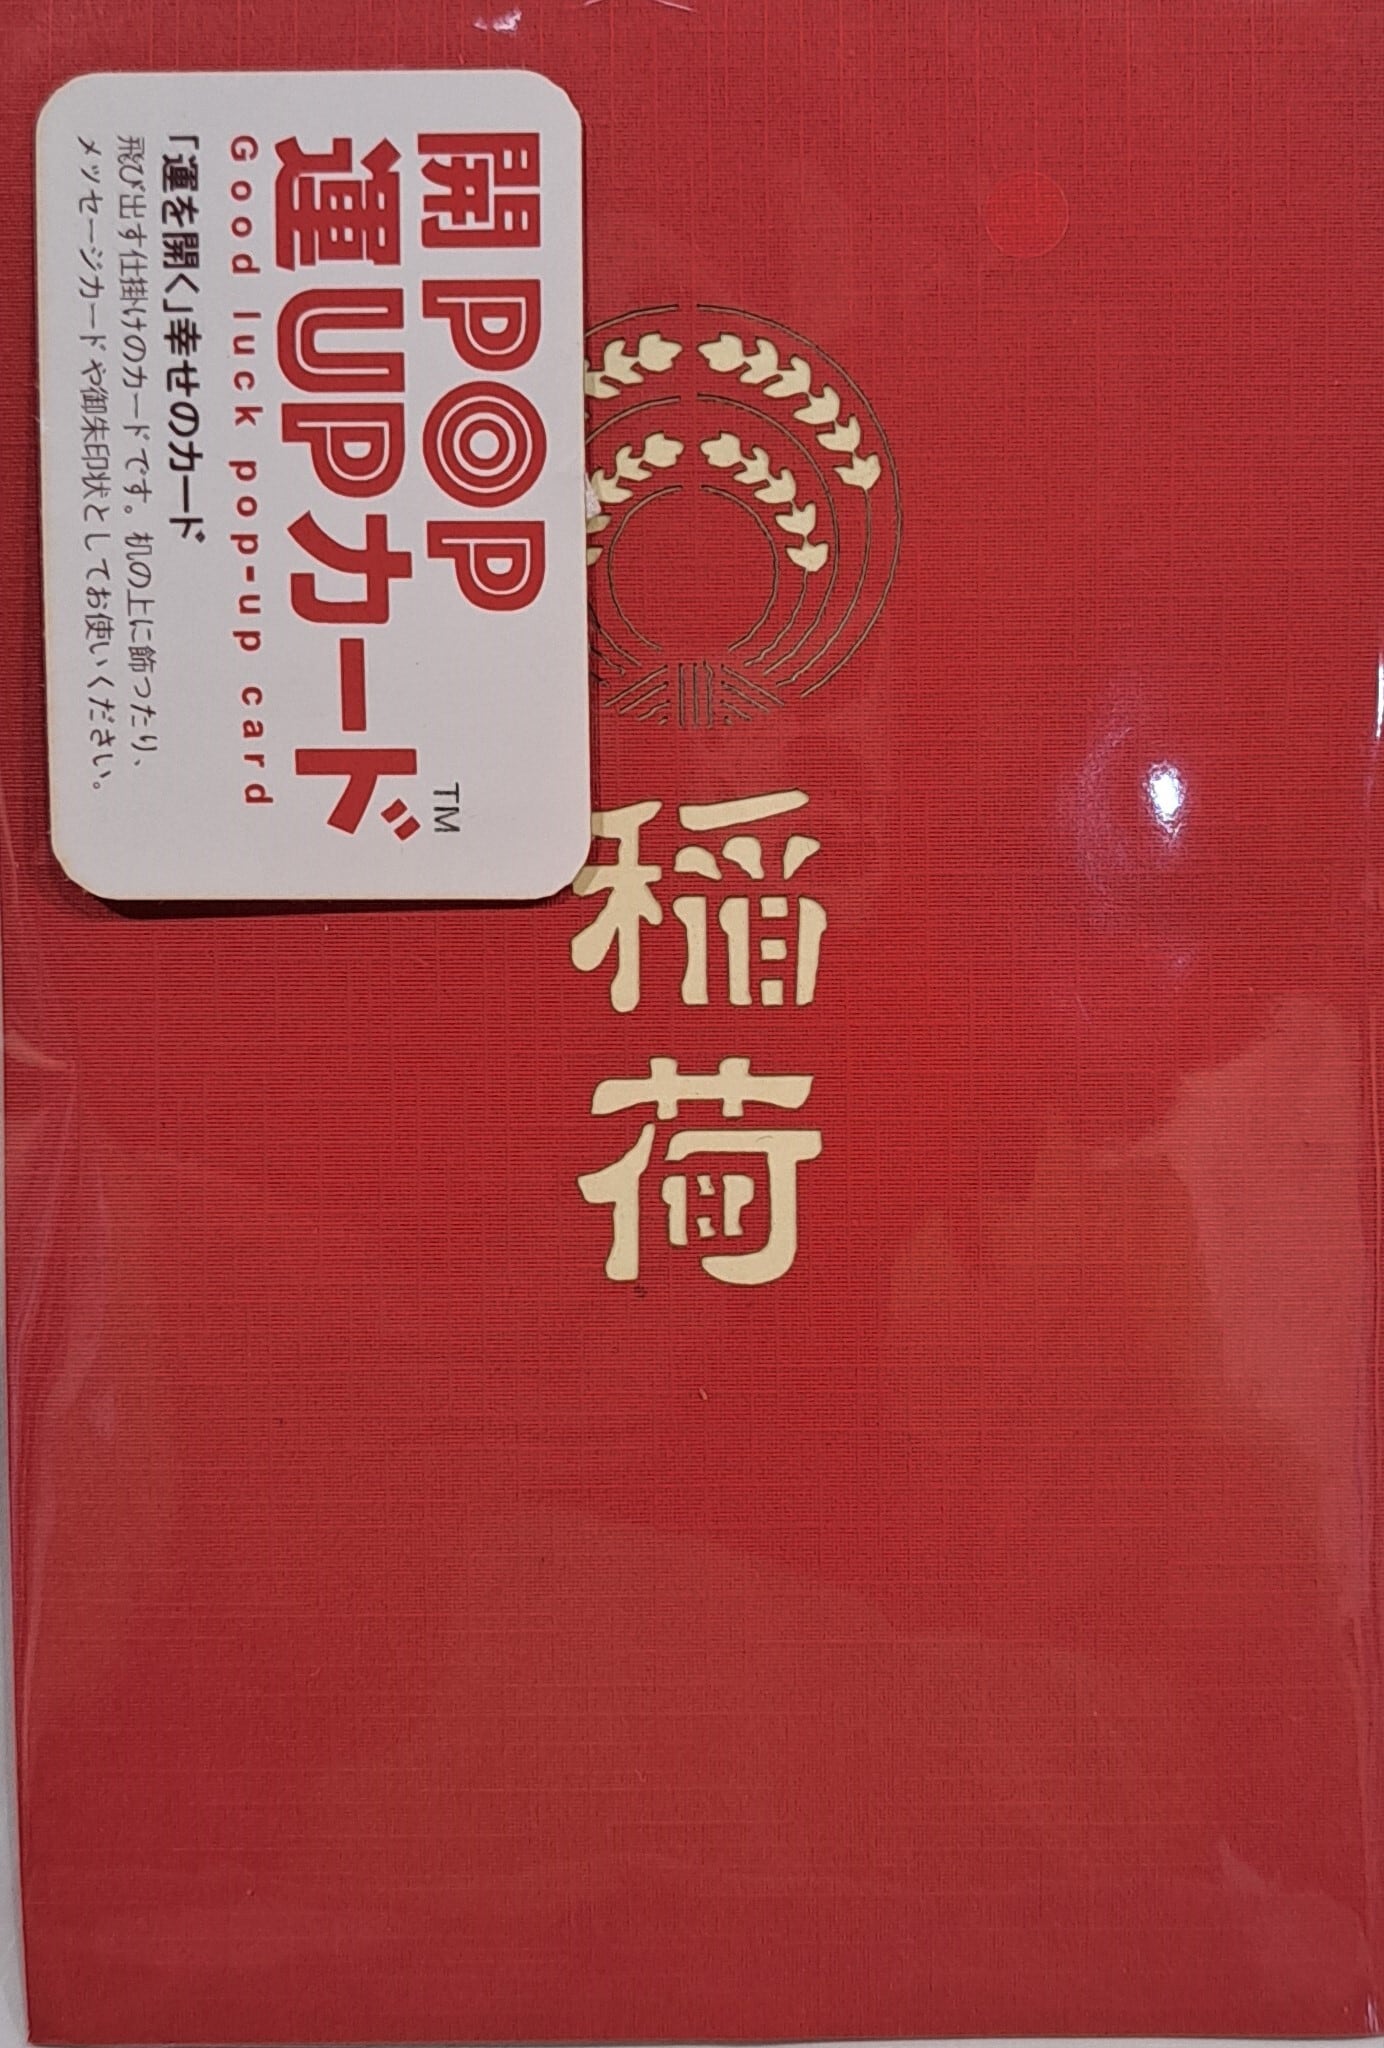 開POP
運UPカード™
Good luck pop-up card
「運を開く」幸せのカード
飛び出す仕掛けのカードです。机の上に飾ったり、
メッセージカードや御朱印状としてお使いください。
稲荷